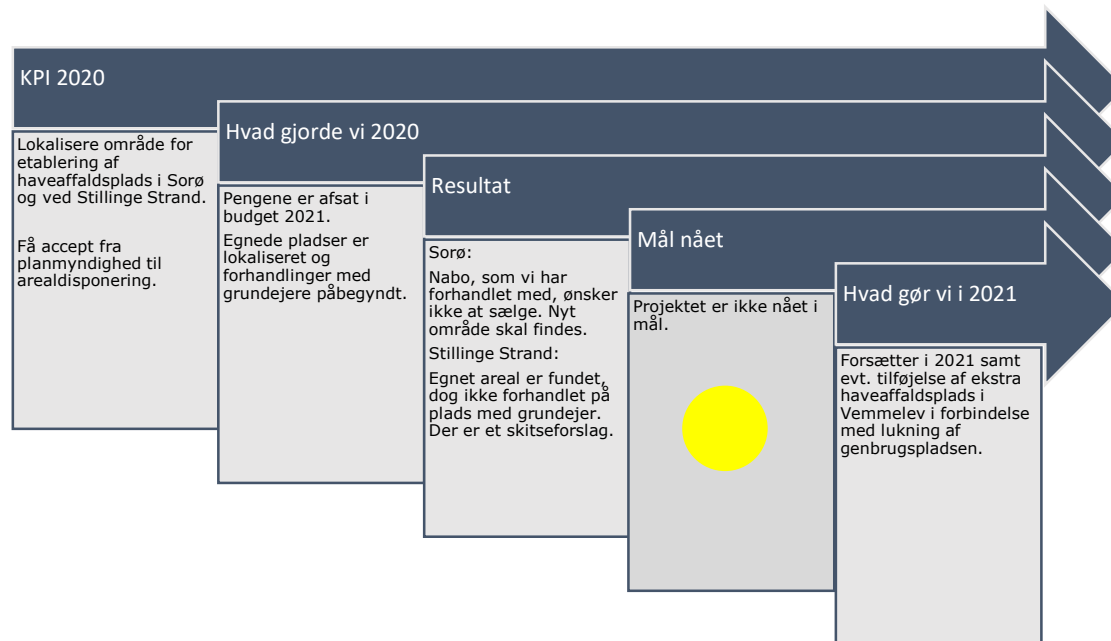 KPI 2020
Lokalisere område for
etablering af
haveaffaldsplads i Sorø
og ved Stillinge Strand.
Få accept fra
planmyndighed til
arealdisponering.
Hvad gjorde vi 2020
Pengene er afsat i
budget 2021.
Egnede pladser er
lokaliseret og
forhandlinger med
grundejere påbegyndt.
Resultat
Sorø:
Nabo, som vi har
forhandlet med, ønsker
ikke at sælge. Nyt
område skal findes.
Stillinge Strand:
Egnet areal er fundet,
dog ikke forhandlet på
plads med grundejer.
Der er et skitseforslag.
Mål nået
Projektet er ikke nået i
mål.
Hvad gør vi i 2021
Forsætter i 2021 samt
evt. tilføjelse af ekstra
haveaffaldsplads i
Vemmelev i forbindelse
med lukning af
genbrugspladsen.